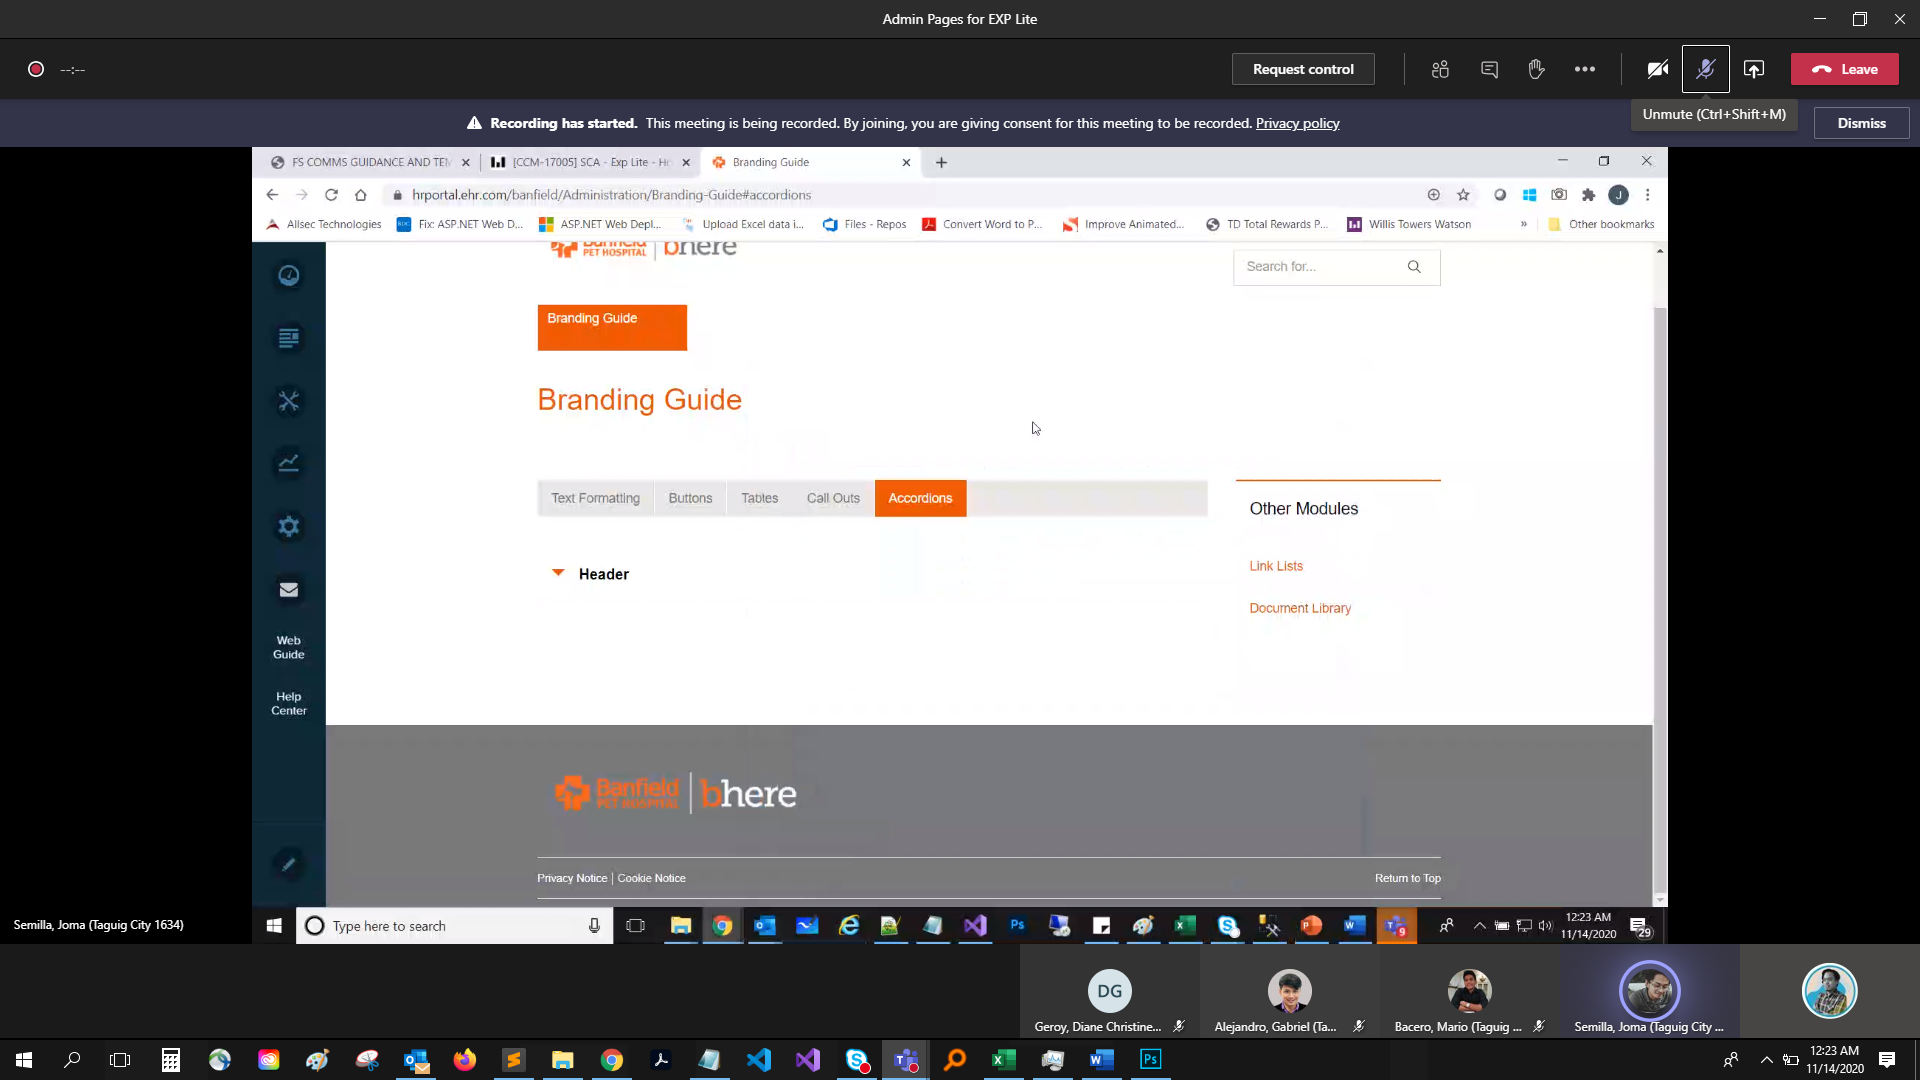 Admin Pages for EXP Lite
--:--
Request control
Leave
Recording has started. This meeting is being recorded. By joining, you are giving consent for this meeting to be recorded. Privacy policy
Unmute (Ctrl+Shift+M)
Dismiss
FS COMMS GUIDANCE AND TEM
[CCM-17005] SCA - Exp Lite - Ho
Branding Guide
hrportal.ehr.com/banfield/Administration/Branding-Guide#accordions
J
Allsec Technologies
Fix: ASP.NET Web D...
ASP.NET Web Depl...
Upload Excel data i...
Files - Repos
Convert Word to P...
Improve Animated...
TD Total Rewards P...
Willis Towers Watson
»
Other bookmarks
Banfield
PET HOSPITAL
bhere
Search for...
Branding Guide
Branding Guide
Text Formatting
Buttons
Tables
Call Outs
Accordions
Other Modules
Header
Link Lists
Document Library
Web
Guide
Help
Center
Banfield
PET HOSPITAL
bhere
Privacy Notice | Cookie Notice
Return to Top
Semilla, Joma (Taguig City 1634)
Type here to search
12:23 AM
11/14/2020
29
DG
Geroy, Diane Christine...
Alejandro, Gabriel (Ta...
Bacero, Mario (Taguig ...
Semilla, Joma (Taguig City ...
12:23 AM
11/14/2020